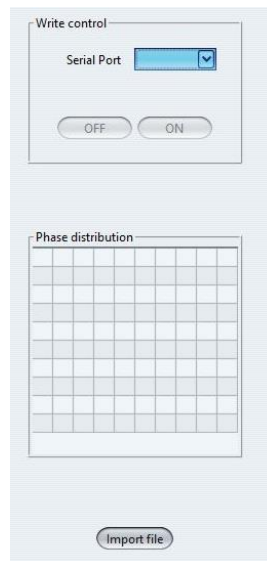 Write control
Serial Port
OFF ON
Phase distribution
Import file